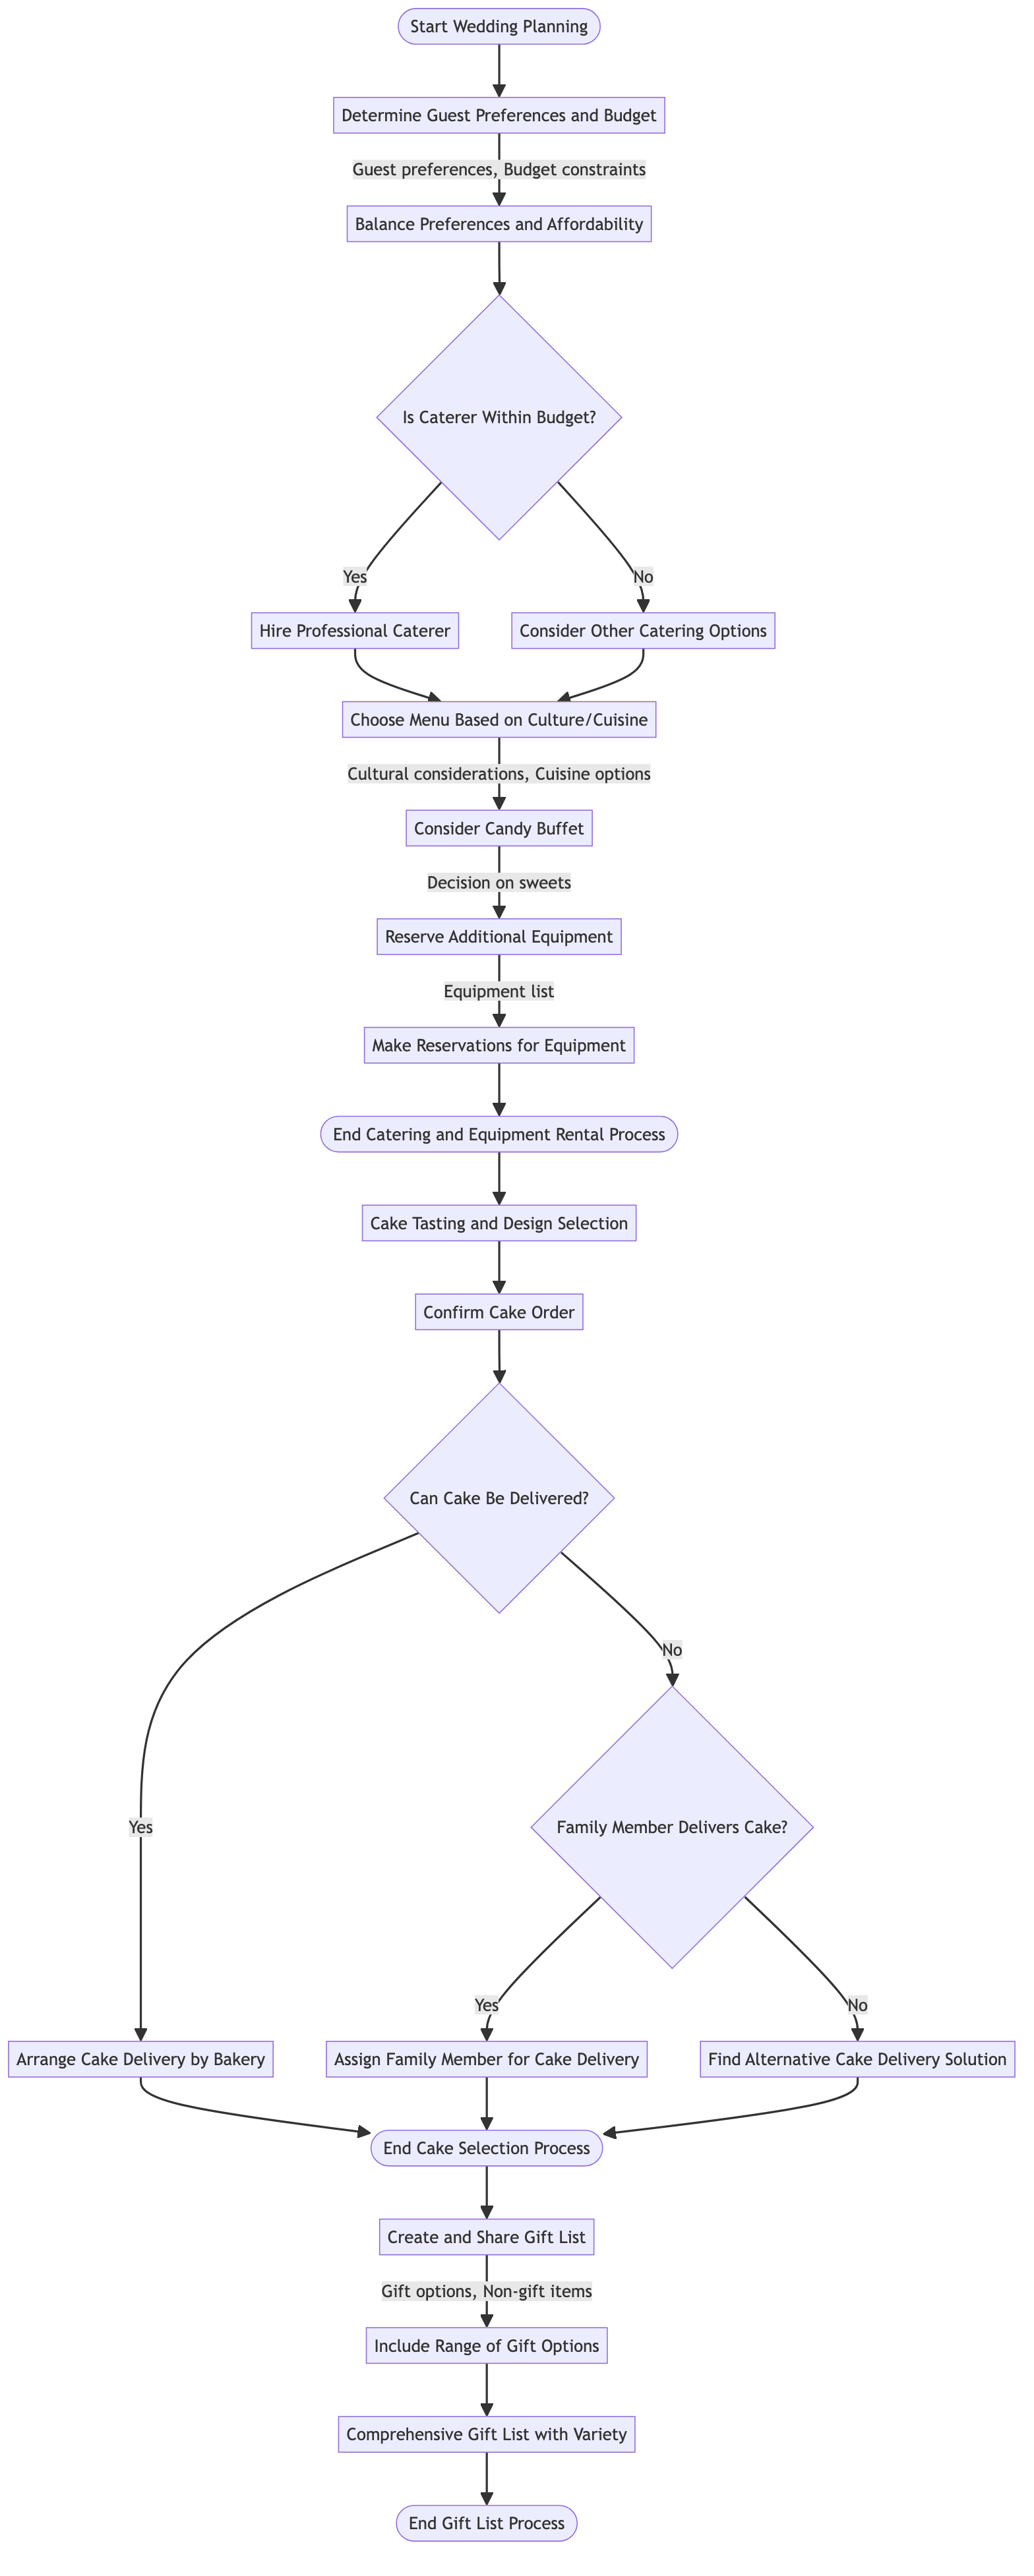 Start Wedding Planning
Determine Guest Preferences and Budget
Guest preferences, Budget constraints
Balance Preferences and Affordability
Is Caterer Within Budget?
Yes
No
Hire Professional Caterer
Consider Other Catering Options
Choose Menu Based on Culture/Cuisine
Cultural considerations, Cuisine options
Consider Candy Buffet
Decision on sweets
Reserve Additional Equipment
Equipment list
Make Reservations for Equipment
End Catering and Equipment Rental Process
Cake Tasting and Design Selection
Confirm Cake Order
Can Cake Be Delivered?
No
Yes
Family Member Delivers Cake?
Yes
No
Arrange Cake Delivery by Bakery
Assign Family Member for Cake Delivery
Find Alternative Cake Delivery Solution
End Cake Selection Process
Create and Share Gift List
Gift options, Non-gift items
Include Range of Gift Options
Comprehensive Gift List with Variety
End Gift List Process